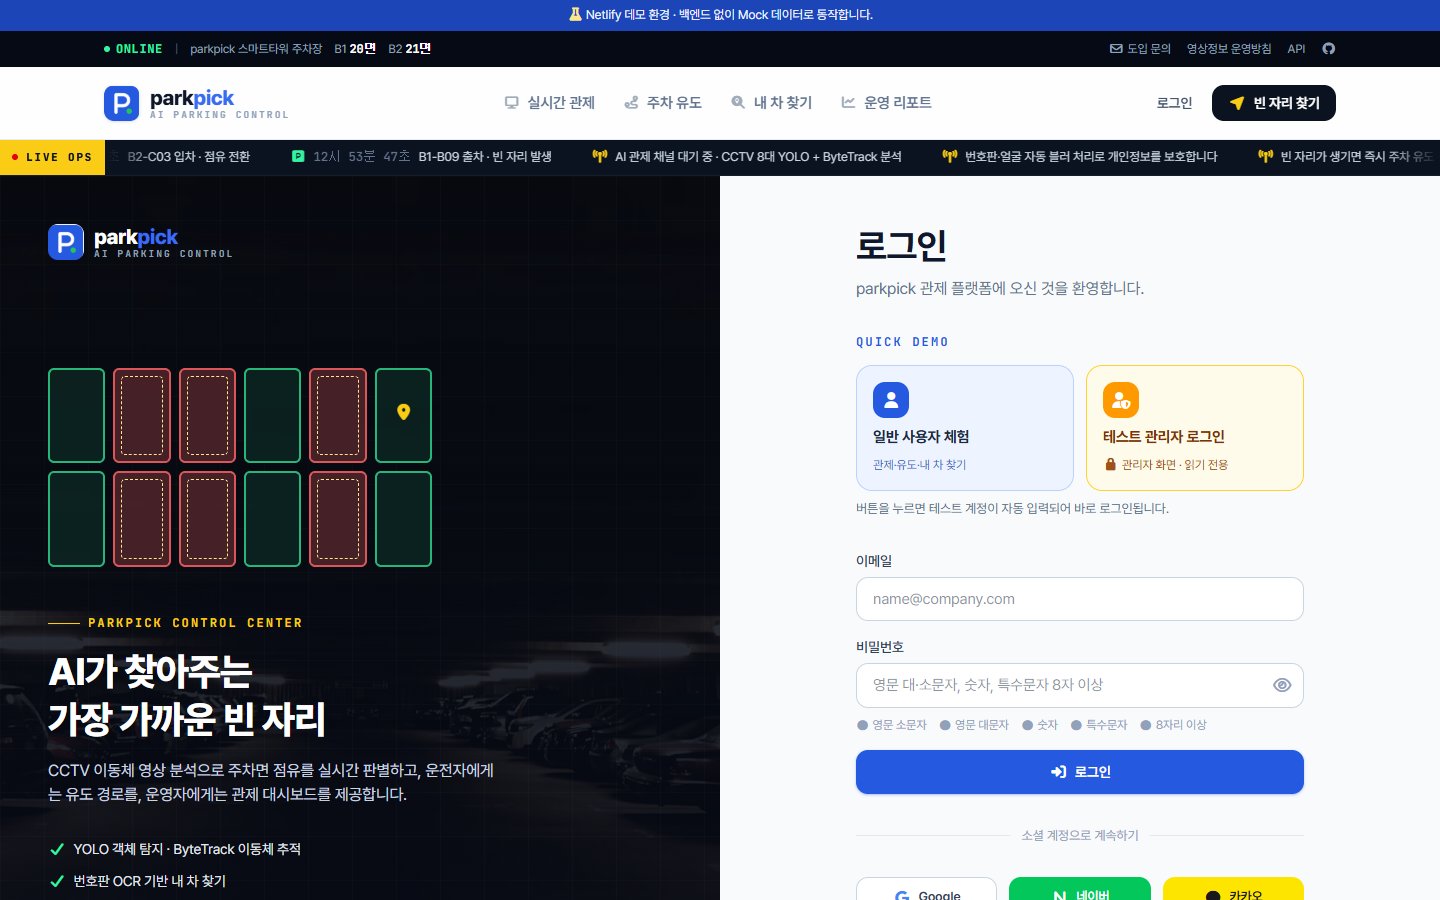 Netlify 데모 환경 · 백엔드 없이 Mock 데이터로 동작합니다.
ONLINE | parkpick 스마트타워 주차장 B1 20면 B2 21면
도입 문의 영상정보 운영방침 API
parkpick
AI PARKING CONTROL
실시간 관제 주차 유도 내 차 찾기 운영 리포트
로그인 빈 자리 찾기
LIVE OPS 초 B2-C03 입차 · 점유 전환 12시 53분 47초 B1-B09 출차 · 빈 자리 발생 AI 관제 채널 대기 중 · CCTV 8대 YOLO + ByteTrack 분석 번호판·얼굴 자동 블러 처리로 개인정보를 보호합니다 빈 자리가 생기면 즉시 주차 유도
parkpick
AI PARKING CONTROL
PARKPICK CONTROL CENTER
AI가 찾아주는
가장 가까운 빈 자리
CCTV 이동체 영상 분석으로 주차면 점유를 실시간 판별하고, 운전자에게
는 유도 경로를, 운영자에게는 관제 대시보드를 제공합니다.
YOLO 객체 탐지 · ByteTrack 이동체 추적
번호판 OCR 기반 내 차 찾기
로그인
parkpick 관제 플랫폼에 오신 것을 환영합니다.
QUICK DEMO
일반 사용자 체험
관제·유도·내 차 찾기
테스트 관리자 로그인
관리자 화면 · 읽기 전용
버튼을 누르면 테스트 계정이 자동 입력되어 바로 로그인됩니다.
이메일
name@company.com
비밀번호
영문 대·소문자, 숫자, 특수문자 8자 이상
영문 소문자 영문 대문자 숫자 특수문자 8자리 이상
로그인
소셜 계정으로 계속하기
Google 네이버 카카오